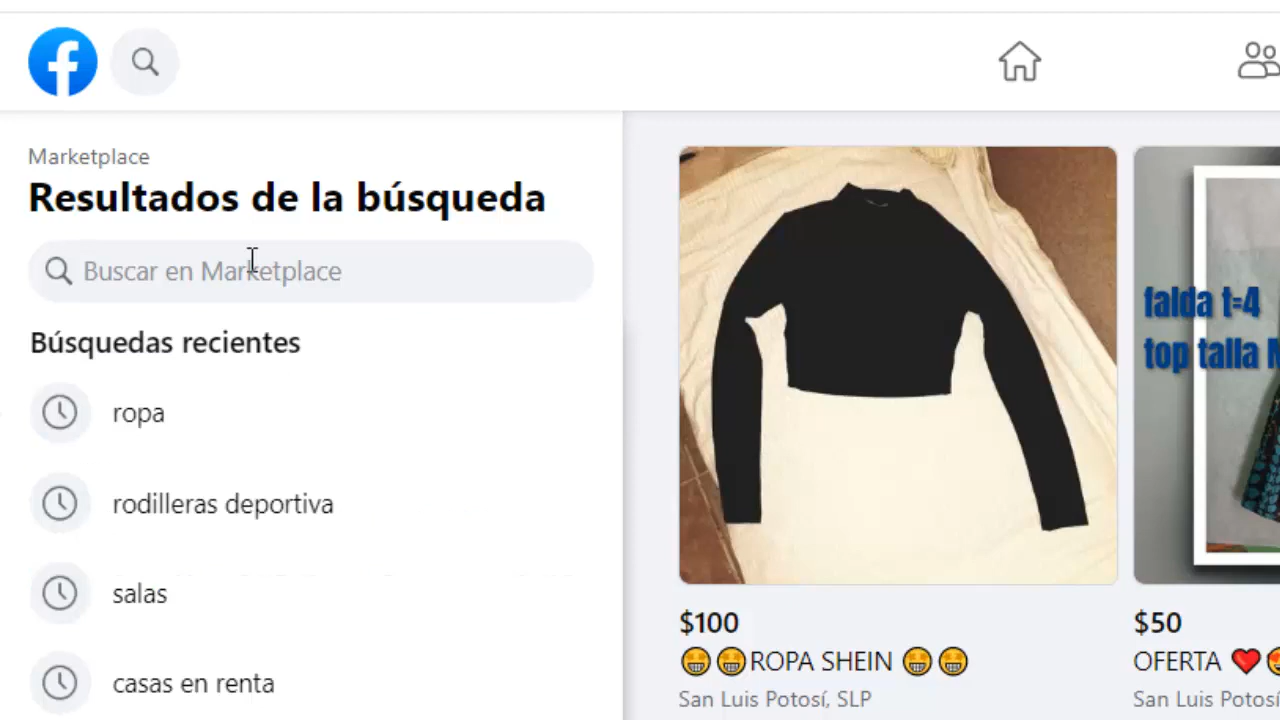 Marketplace
Resultados de la búsqueda
Buscar en Marketplace
Búsquedas recientes
ropa
rodilleras deportiva
salas
casas en renta
falda t=4
top talla
$100
😁😁ROPA SHEIN 😁😁
San Luis Potosí, SLP
$50
OFERTA ❤️
San Luis Potosí